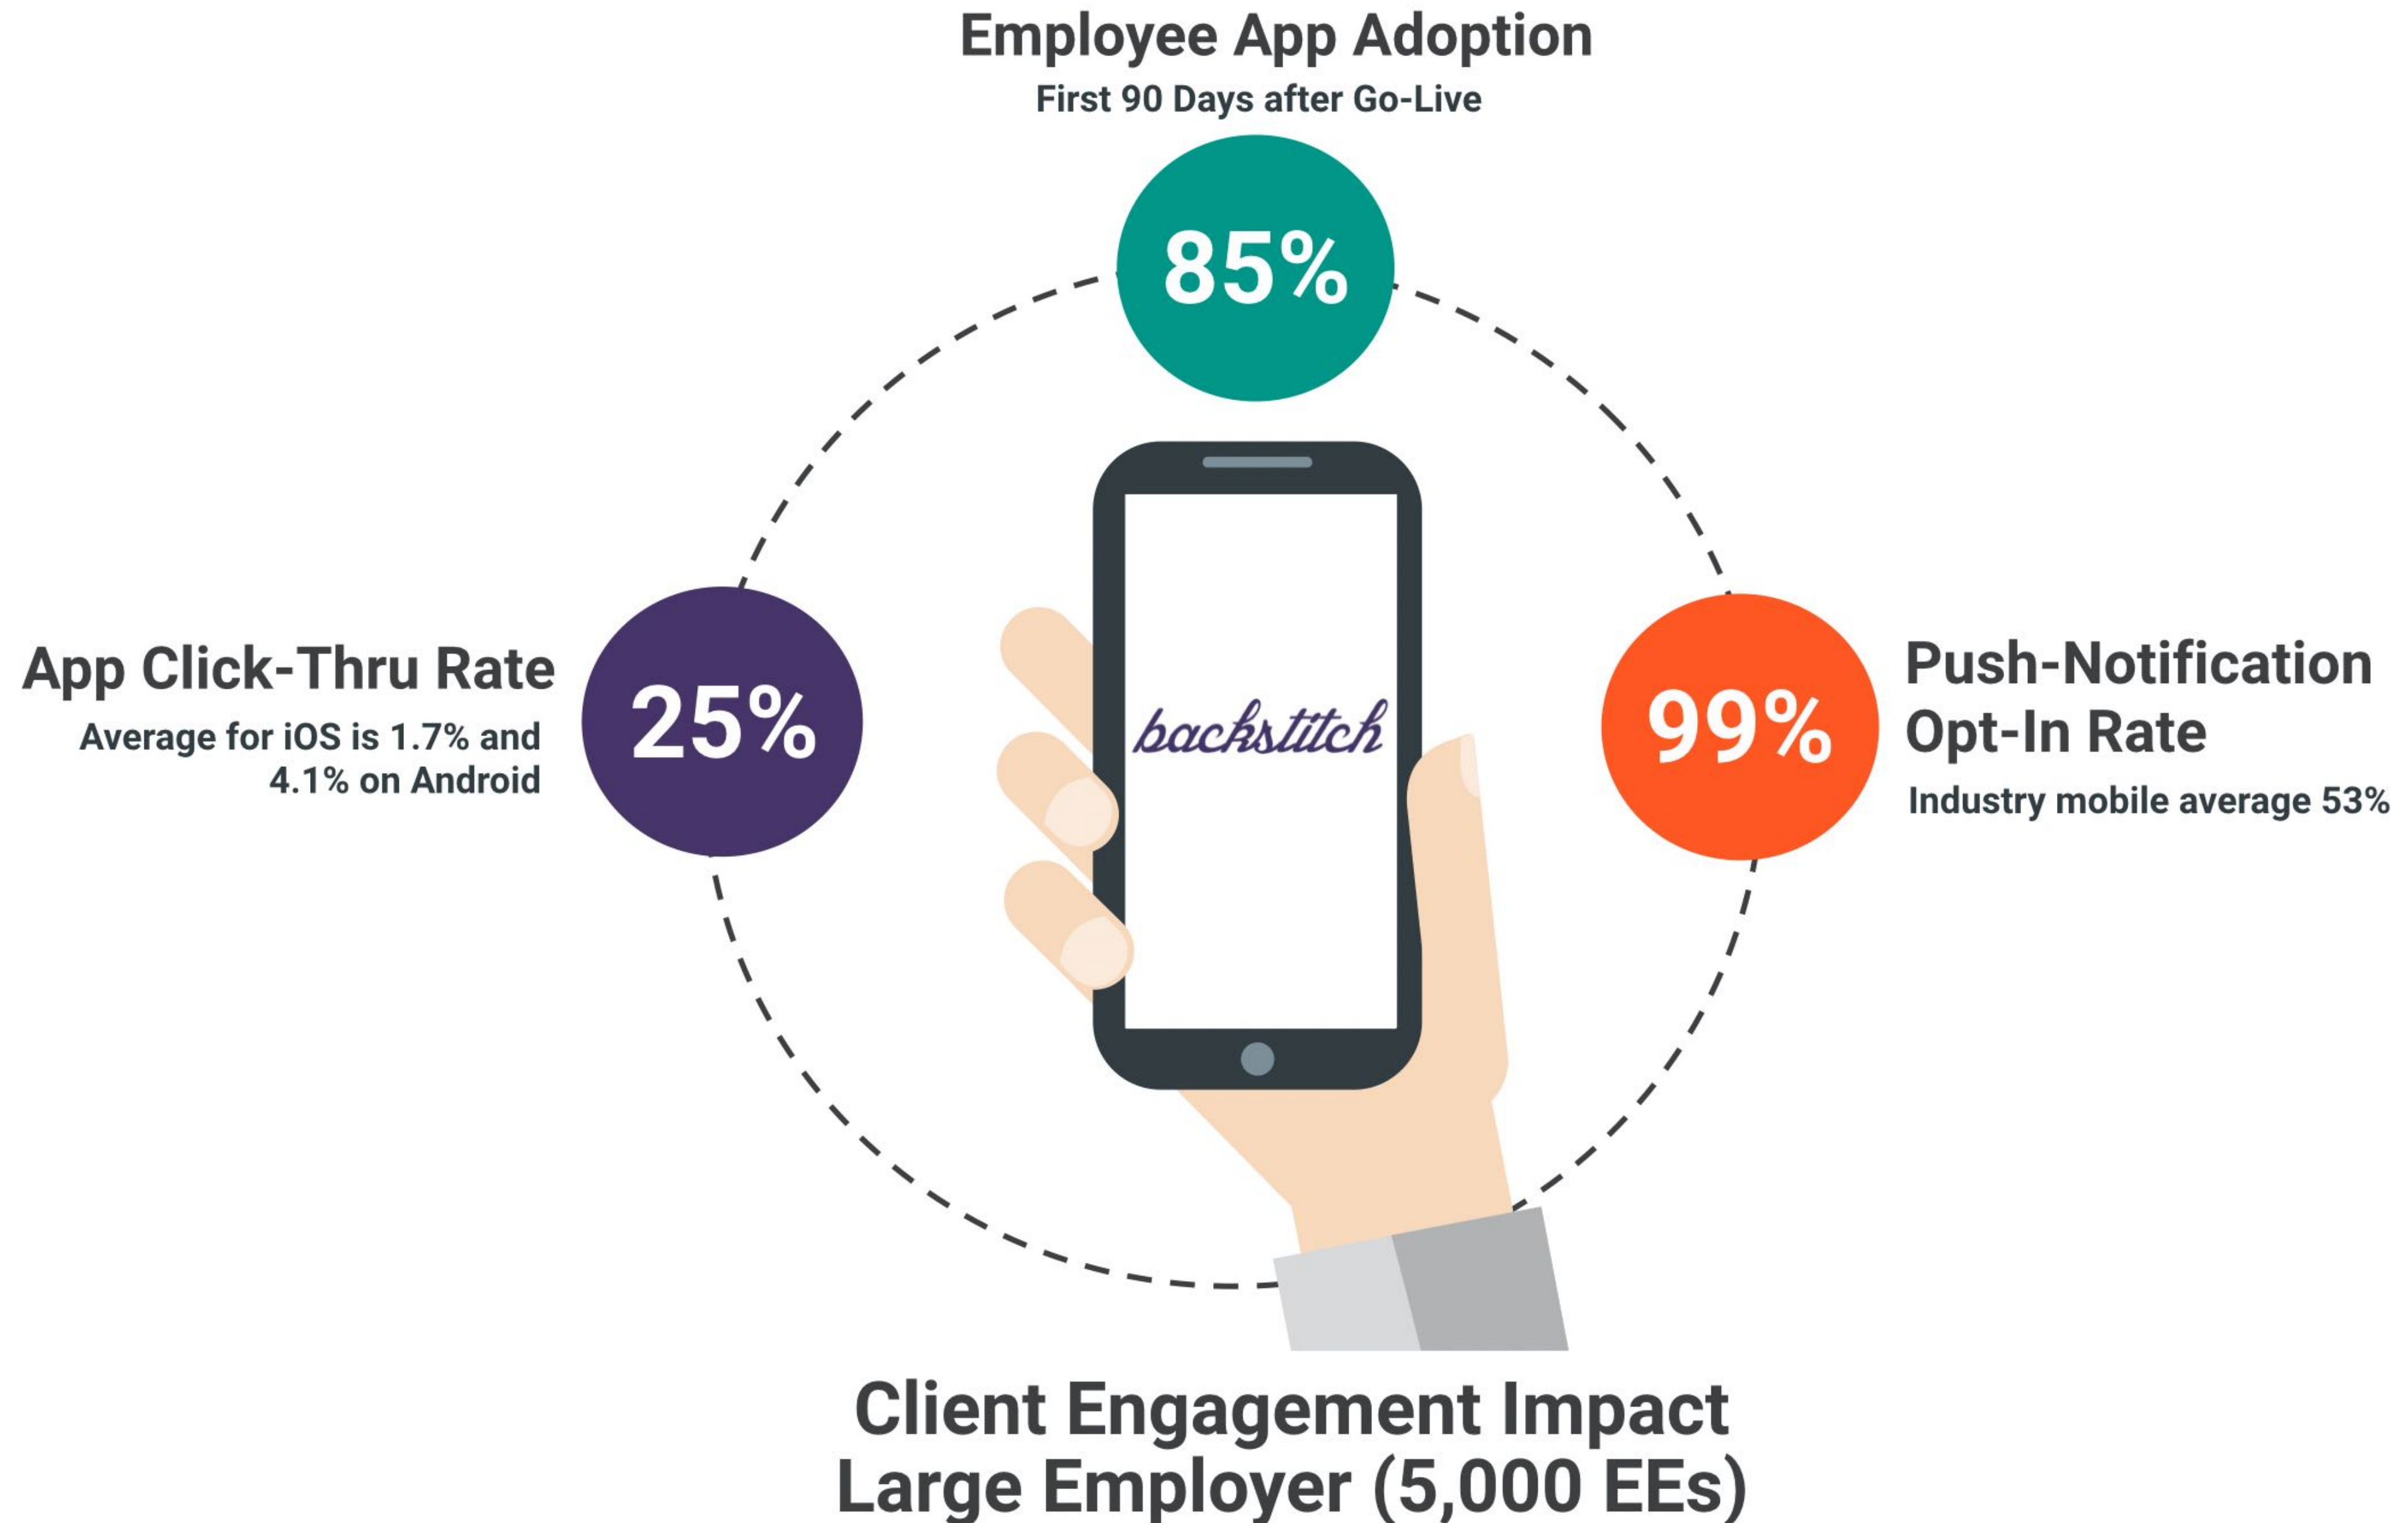 Employee App Adoption
First 90 Days after Go-Live
85%
App Click-Thru Rate
Average for iOS is 1.7% and
4.1% on Android
25%
backstitch
99%
Push-Notification
Opt-In Rate
Industry mobile average 53%
Client Engagement Impact
Large Employer (5,000 EEs)